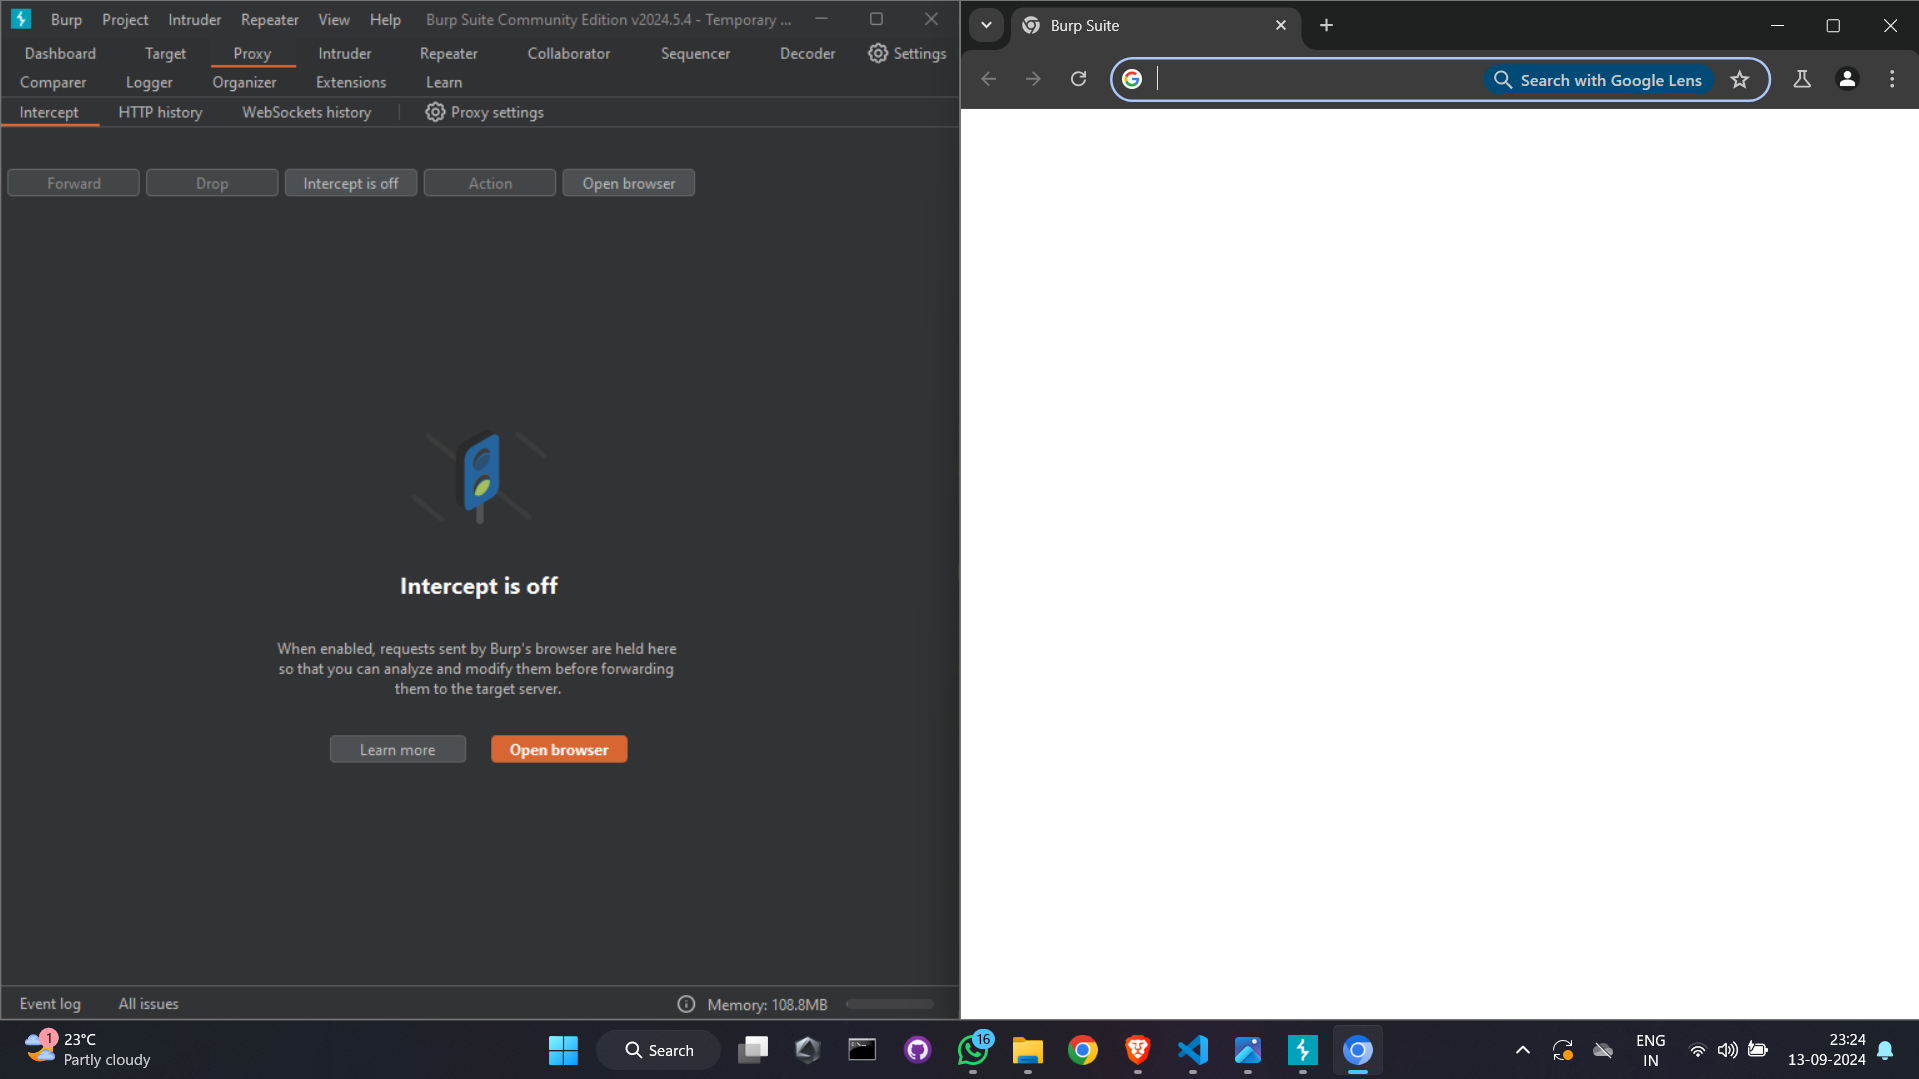 Burp Project Intruder Repeater View Help Burp Suite Community Edition v2024.5.4 - Temporary ...
Dashboard Target Proxy Intruder Repeater Collaborator Sequencer Decoder Settings
Comparer Logger Organizer Extensions Learn
Intercept HTTP history WebSockets history Proxy settings
Forward Drop Intercept is off Action Open browser
Intercept is off
When enabled, requests sent by Burp's browser are held here
so that you can analyze and modify them before forwarding
them to the target server.
Learn more Open browser
Event log All issues Memory: 108.8MB
Burp Suite
Search with Google Lens
1
23°C
Partly cloudy
Search
16
ENG
IN
23:24
13-09-2024